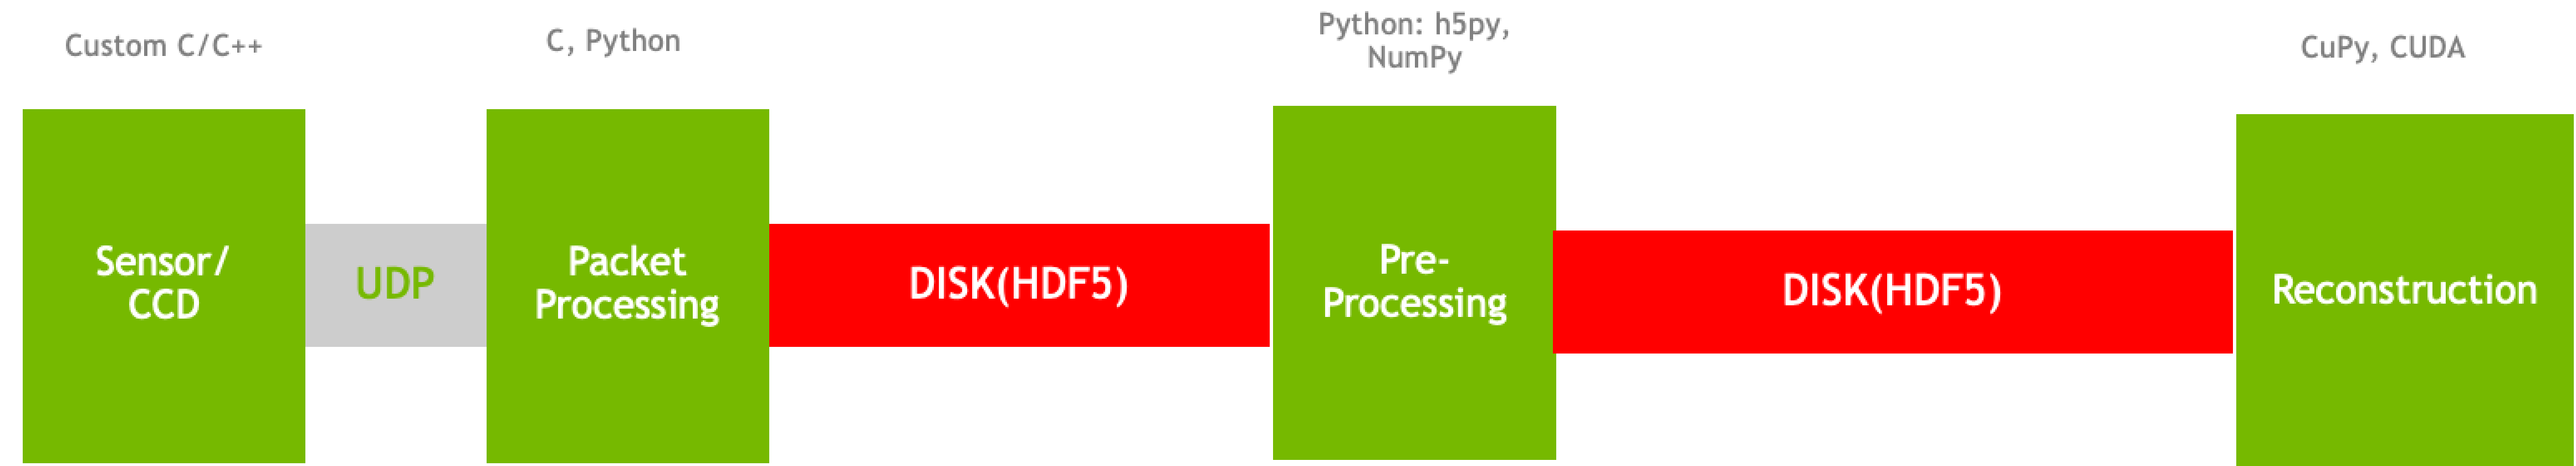 Custom C/C++
C, Python
Python: h5py,
NumPy
CuPy, CUDA
Sensor/
CCD
UDP
Packet
Processing
DISK(HDF5)
Pre-
Processing
DISK(HDF5)
Reconstruction